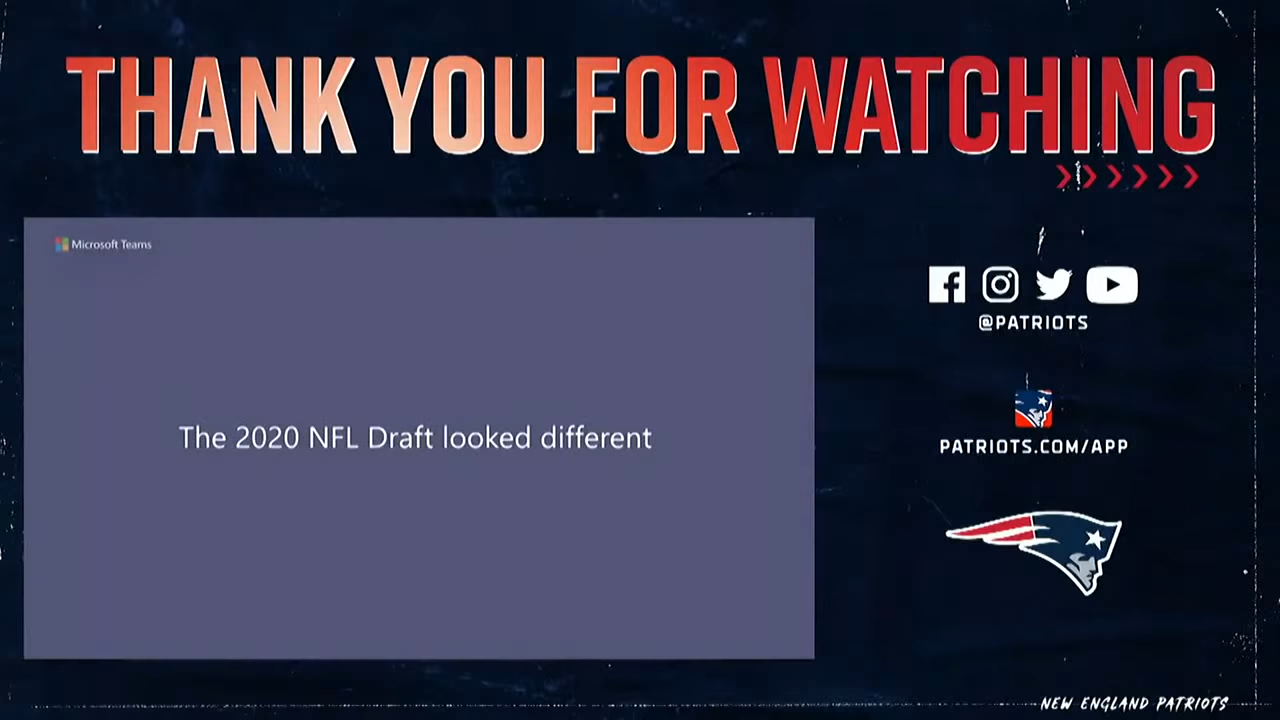 THANK YOU FOR WATCHING
Microsoft Teams
The 2020 NFL Draft looked different
@PATRIOTS
PATRIOTS.COM/APP
NEW ENGLAND PATRIOTS